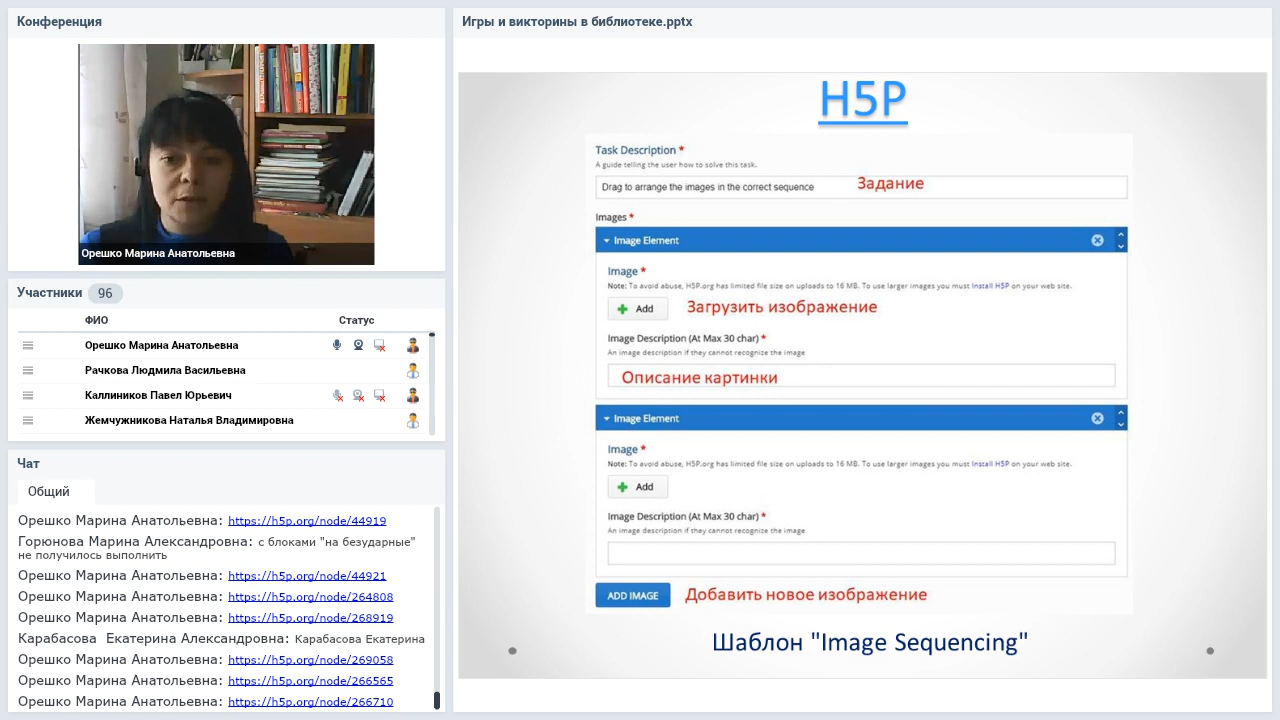 Конференция
Орешко Марина Анатольевна
Участники 96
ФИО Статус
Орешко Марина Анатольевна
Рачкова Людмила Васильевна
Каллиников Павел Юрьевич
Жемчужникова Наталья Владимировна
Чат
Общий
Орешко Марина Анатольевна: https://h5p.org/node/44919
Горюнова Марина Александровна: с блоками "на безударные"
не получилось выполнить
Орешко Марина Анатольевна: https://h5p.org/node/44921
Орешко Марина Анатольевна: https://h5p.org/node/264808
Орешко Марина Анатольевна: https://h5p.org/node/268919
Карабасова Екатерина Александровна: Карабасова Екатерина
Орешко Марина Анатольевна: https://h5p.org/node/269058
Орешко Марина Анатольевна: https://h5p.org/node/266565
Орешко Марина Анатольевна: https://h5p.org/node/266710
Игры и викторины в библиотеке.pptx
H5P
Task Description *
A guide telling the user how to solve this task.
Drag to arrange the images in the correct sequence Задание
Images *
Image Element
Image *
Note: To avoid abuse, H5P.org has limited file size on uploads to 16 MB. To use larger images you must Install H5P on your web site.
Add Загрузить изображение
Image Description (At Max 30 char) *
An image description if they cannot recognize the image
Описание картинки
Image Element
Image *
Note: To avoid abuse, H5P.org has limited file size on uploads to 16 MB. To use larger images you must Install H5P on your web site.
Add
Image Description (At Max 30 char) *
An image description if they cannot recognize the image
ADD IMAGE Добавить новое изображение
Шаблон "Image Sequencing"